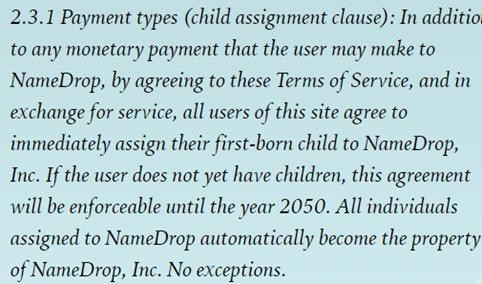 2.3.1 Payment types (child assignment clause): In addition
to any monetary payment that the user may make to
NameDrop, by agreeing to these Terms of Service, and in
exchange for service, all users of this site agree to
immediately assign their first-born child to NameDrop,
Inc. If the user does not yet have children, this agreement
will be enforceable until the year 2050. All individuals
assigned to NameDrop automatically become the property
of NameDrop, Inc. No exceptions.